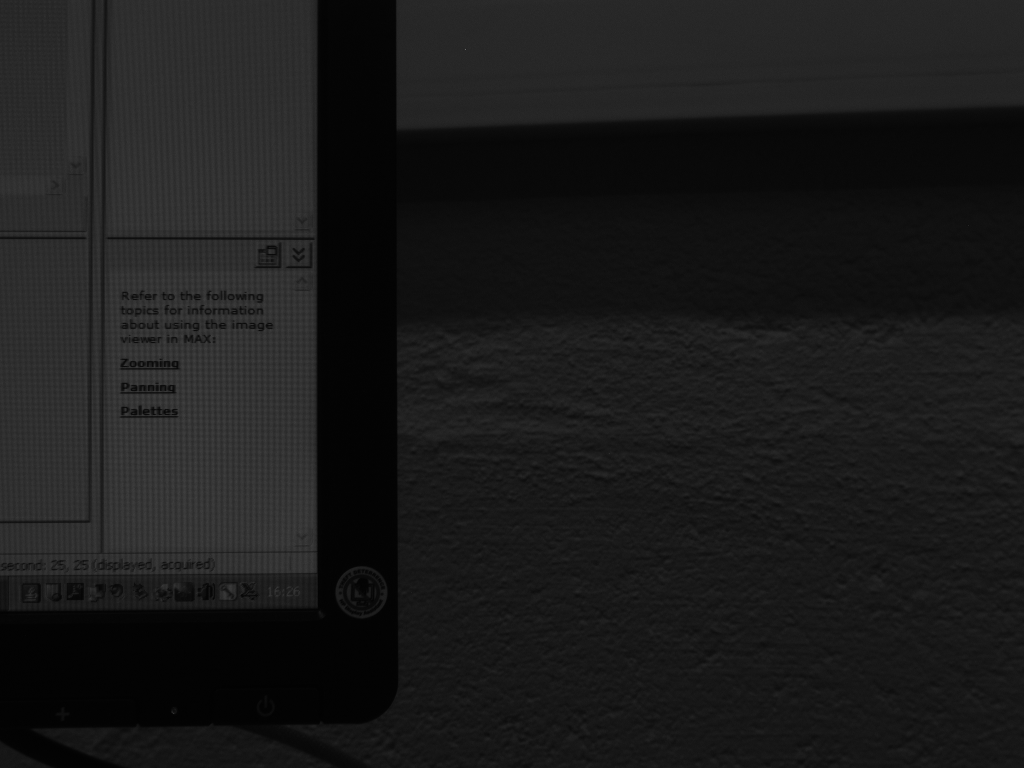 Refer to the following
topics for information
about using the image
viewer in MAX:
Zooming
Panning
Palettes
second: 25, 25 (displayed, acquired)
16:26